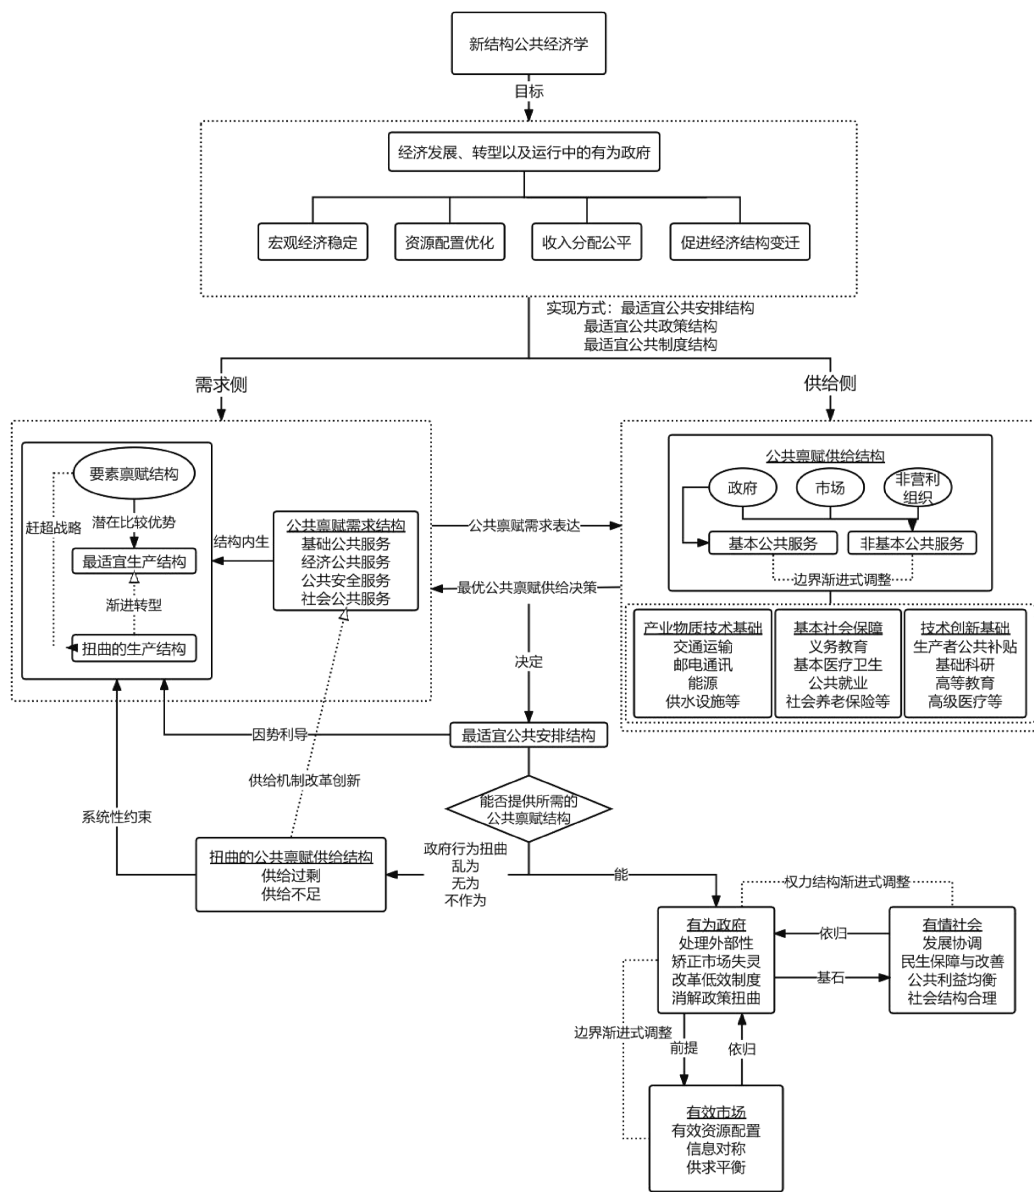 新结构公共经济学
目标
经济发展、转型以及运行中的有为政府
宏观经济稳定
资源配置优化
收入分配公平
促进经济结构变迁
实现方式：最适宜公共安排结构
最适宜公共政策结构
最适宜公共制度结构
需求侧
供给侧
要素禀赋结构
赶超战略
潜在比较优势
最适宜生产结构
渐进转型
扭曲的生产结构
结构内生
公共禀赋需求结构
基础公共服务
经济公共服务
公共安全服务
社会公共服务
公共禀赋需求表达
最优公共禀赋供给决策
公共禀赋供给结构
政府
市场
非营利
组织
基本公共服务
非基本公共服务
边界渐进式调整
产业物质技术基础
交通运输
邮电通讯
能源
供水设施等
基本社会保障
义务教育
基本医疗卫生
公共就业
社会养老保险等
技术创新基础
生产者公共补贴
基础科研
高等教育
高级医疗等
决定
因势利导
最适宜公共安排结构
供给机制改革创新
能否提供所需的
公共禀赋结构
系统性约束
扭曲的公共禀赋供给结构
供给过剩
供给不足
政府行为扭曲
乱为
无为
不作为
能
权力结构渐进式调整
有为政府
处理外部性
矫正市场失灵
改革低效制度
消解政策扭曲
依归
基石
有情社会
发展协调
民生保障与改善
公共利益均衡
社会结构合理
边界渐进式调整
前提
依归
有效市场
有效资源配置
信息对称
供求平衡